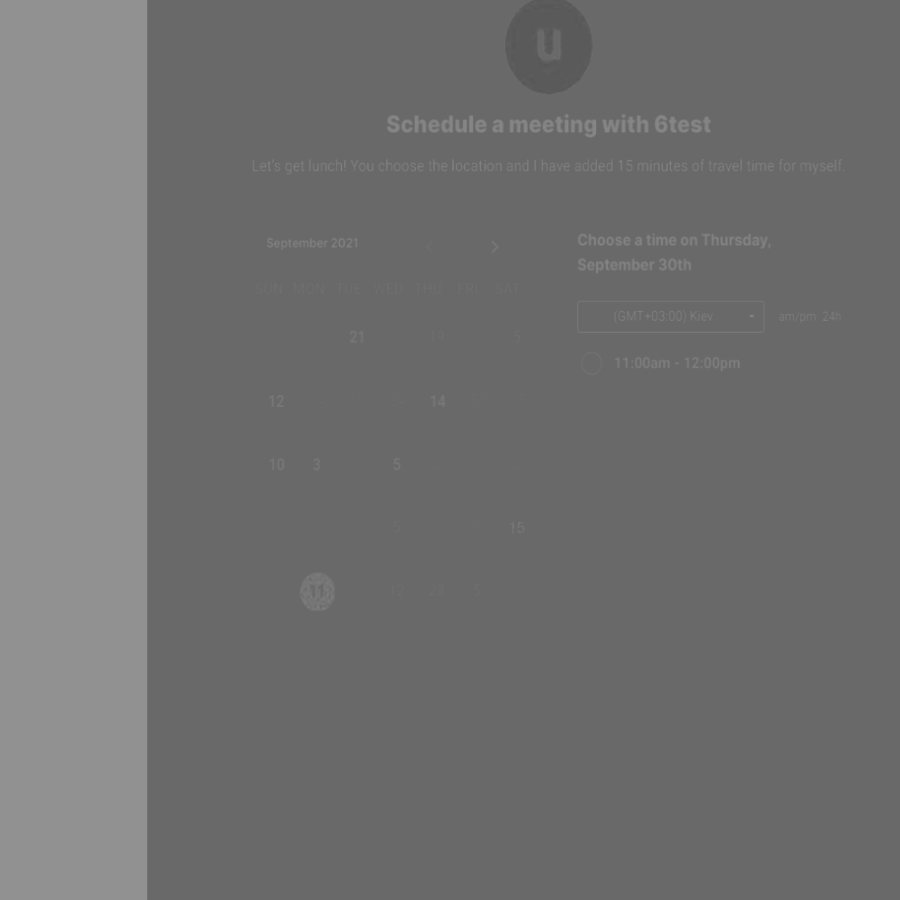 u
Schedule a meeting with 6test
Let's get lunch! You choose the location and I have added 15 minutes of travel time for myself.
September 2021
SUN MON TUE WED THU FRI SAT
21 5
12 14
10 3 5
5 15
11
Choose a time on Thursday,
September 30th
(GMT+03:00) Kiev am/pm 24h
11:00am - 12:00pm